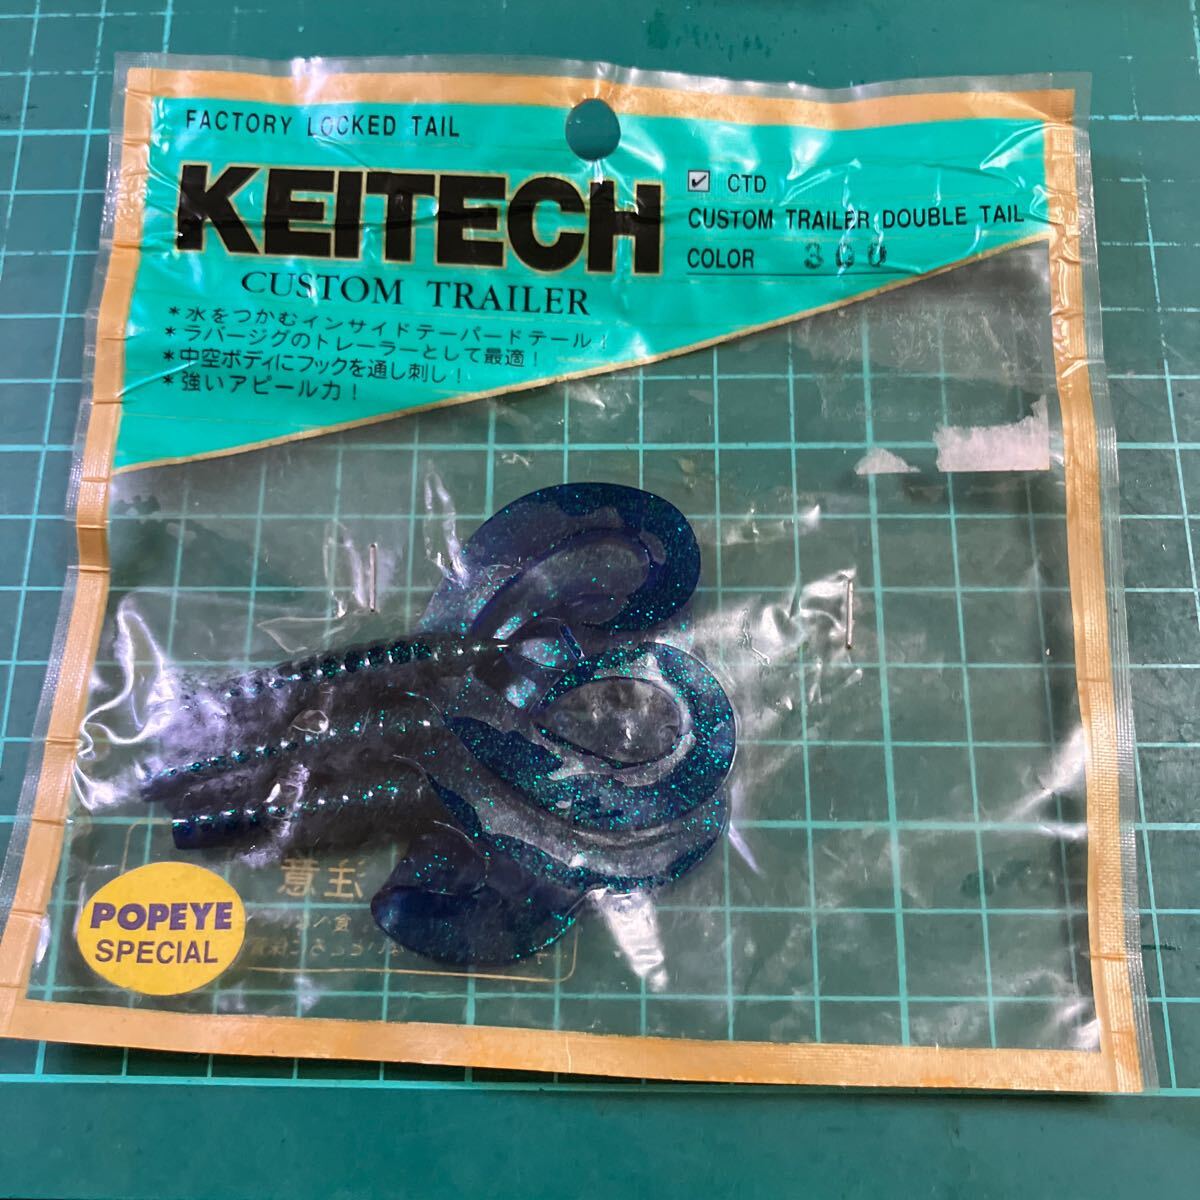 FACTORY LOCKED TAIL
KEITECH
CUSTOM TRAILER
☑ CTD
CUSTOM TRAILER DOUBLE TAIL
COLOR 300
*水をつかむインサイドテーパードテール!
*ラバージグのトレーラーとして最適!
*中空ボディにフックを通し刺し!
*強いアピール力!
注意
POPEYE
SPECIAL